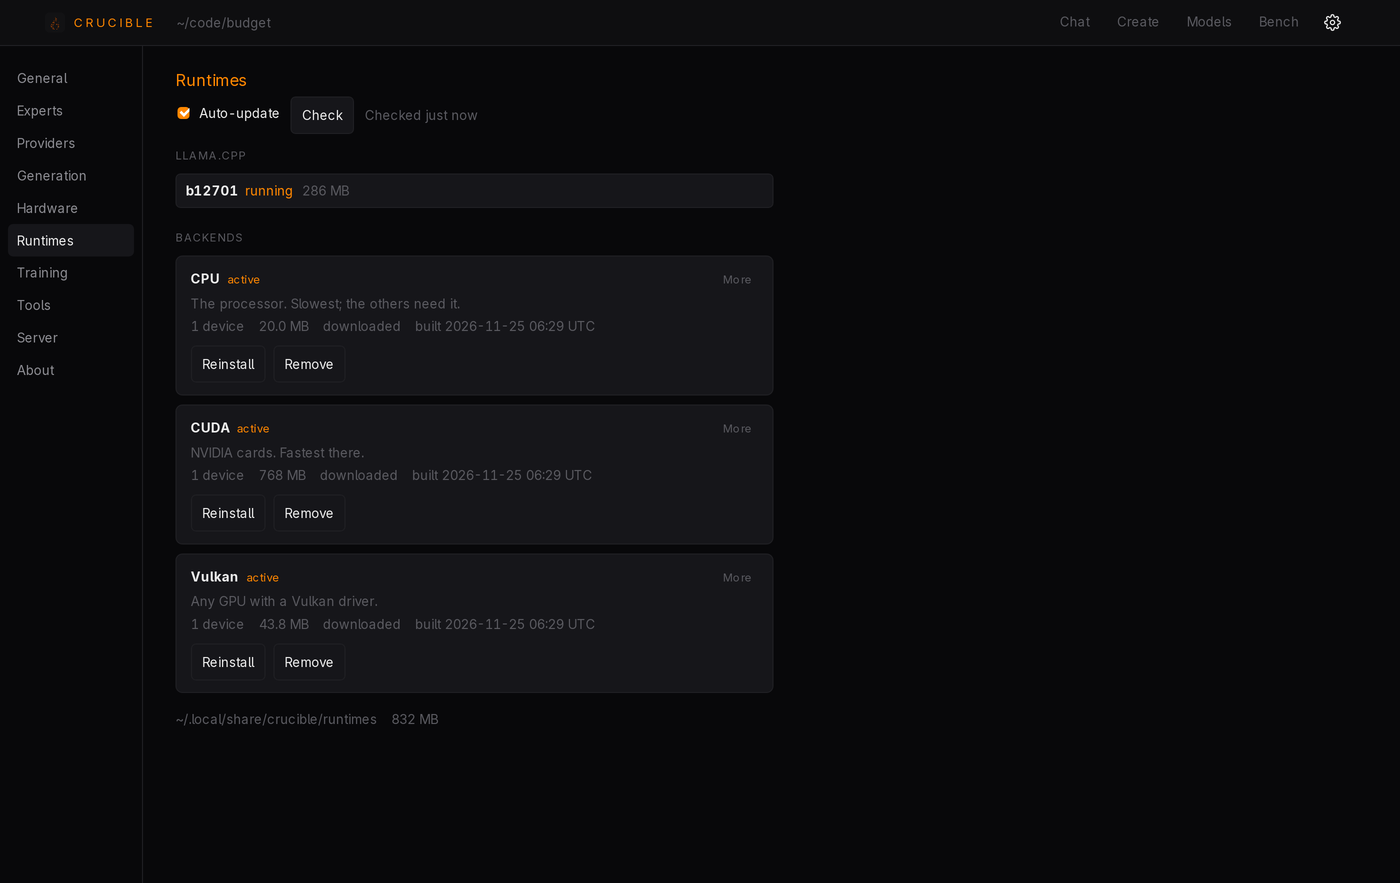 CRUCIBLE ~/code/budget Chat Create Models Bench
General
Experts
Providers
Generation
Hardware
Runtimes
Training
Tools
Server
About
Runtimes
Auto-update Check Checked just now
LLAMA.CPP
b12701 running 286 MB
BACKENDS
CPU active More
The processor. Slowest; the others need it.
1 device 20.0 MB downloaded built 2026-11-25 06:29 UTC
Reinstall Remove
CUDA active More
NVIDIA cards. Fastest there.
1 device 768 MB downloaded built 2026-11-25 06:29 UTC
Reinstall Remove
Vulkan active More
Any GPU with a Vulkan driver.
1 device 43.8 MB downloaded built 2026-11-25 06:29 UTC
Reinstall Remove
~/.local/share/crucible/runtimes 832 MB